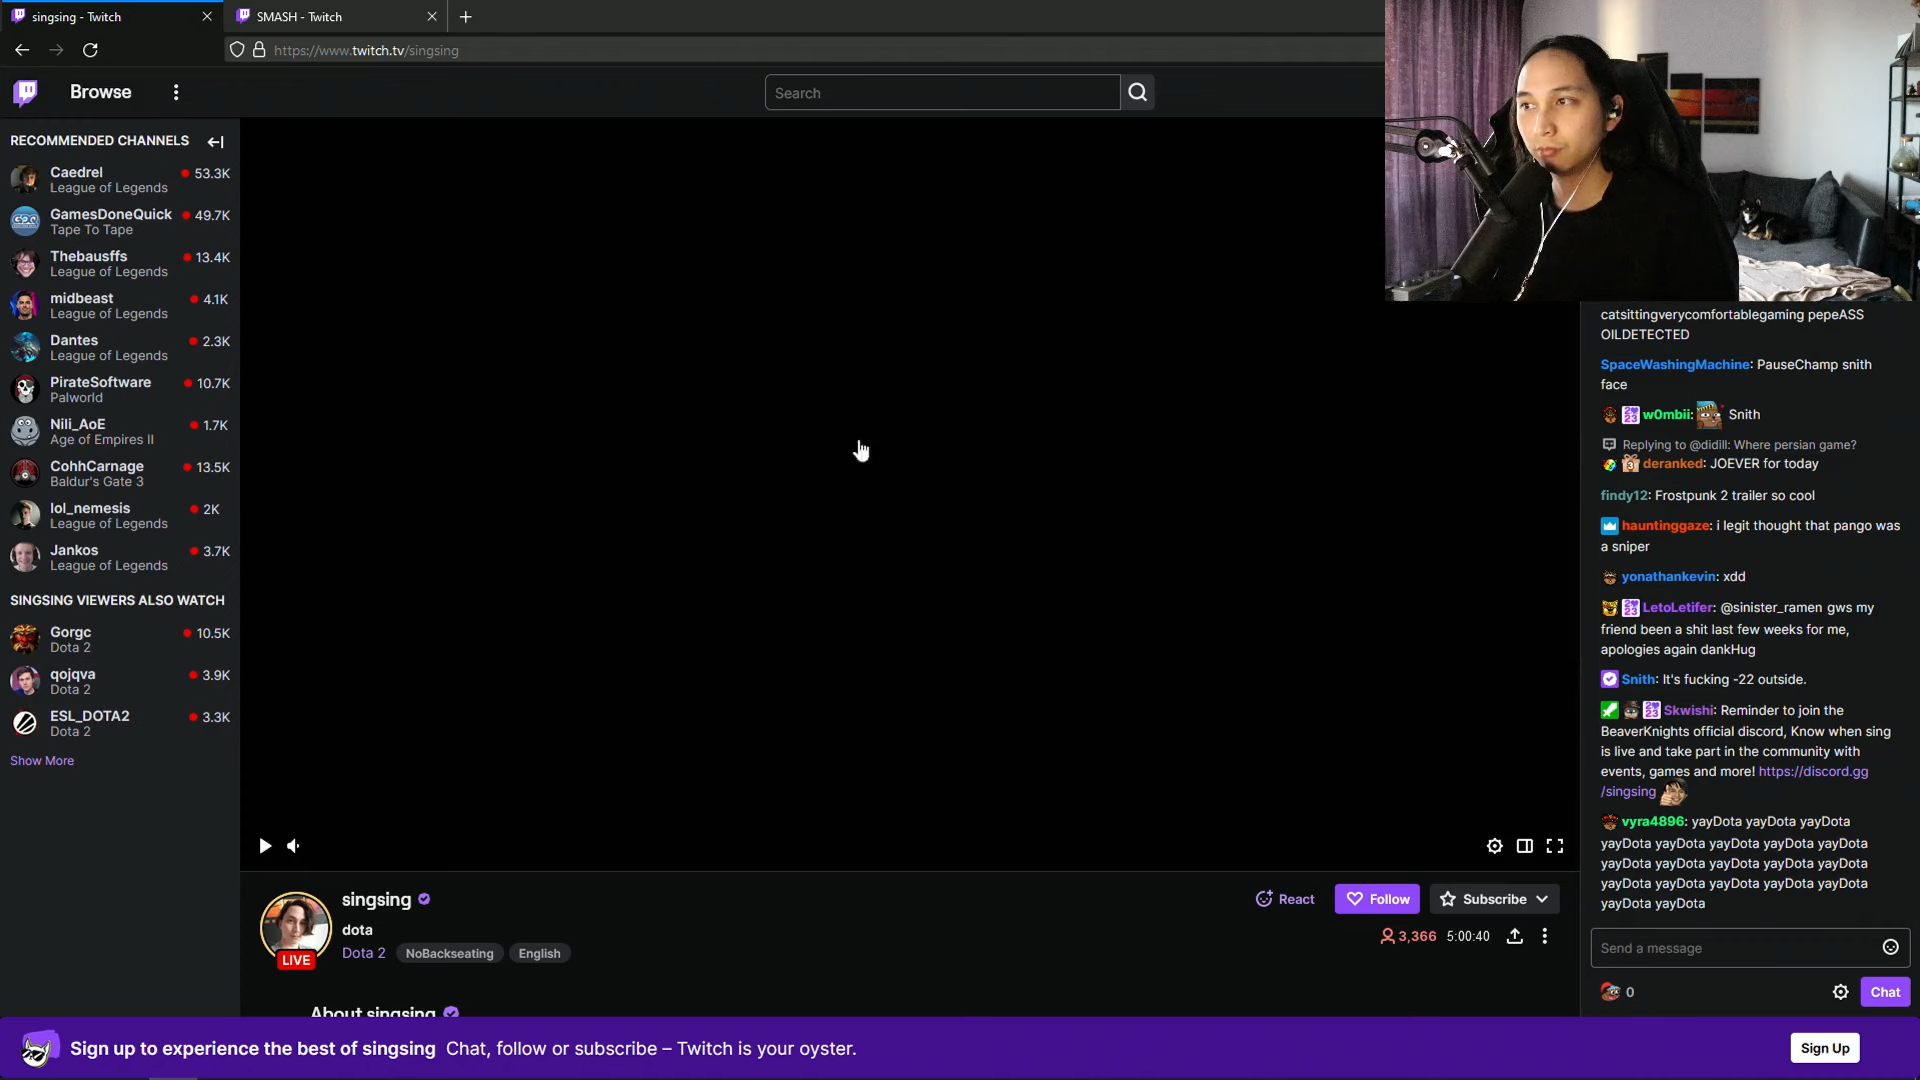 singsing - Twitch
SMASH - Twitch
https://www.twitch.tv/singsing
Browse
Search
RECOMMENDED CHANNELS
Caedrel
League of Legends
53.3K
GamesDoneQuick
Tape To Tape
49.7K
Thebausffs
League of Legends
13.4K
midbeast
League of Legends
4.1K
Dantes
League of Legends
2.3K
PirateSoftware
Palworld
10.7K
Nili_AoE
Age of Empires II
1.7K
CohhCarnage
Baldur's Gate 3
13.5K
lol_nemesis
League of Legends
2K
Jankos
League of Legends
3.7K
SINGSING VIEWERS ALSO WATCH
Gorgc
Dota 2
10.5K
qojqva
Dota 2
3.9K
ESL_DOTA2
Dota 2
3.3K
Show More
singsing
dota
Dota 2 NoBackseating English
LIVE
React
Follow
Subscribe
3,366 5:00:40
About singsing
catsittingverycomfortablegaming pepeASS
OILDETECTED
SpaceWashingMachine: PauseChamp snith
face
w0mbii: Snith
Replying to @didill: Where persian game?
deranked: JOEVER for today
findy12: Frostpunk 2 trailer so cool
hauntinggaze: i legit thought that pango was
a sniper
yonathankevin: xdd
LetoLetifer: @sinister_ramen gws my
friend been a shit last few weeks for me,
apologies again dankHug
Snith: It's fucking -22 outside.
Skwishi: Reminder to join the
BeaverKnights official discord, Know when sing
is live and take part in the community with
events, games and more! https://discord.gg
/singsing
vyra4896: yayDota yayDota yayDota
yayDota yayDota yayDota yayDota yayDota
yayDota yayDota yayDota yayDota yayDota
yayDota yayDota yayDota yayDota yayDota
yayDota yayDota
Send a message
0
Chat
Sign up to experience the best of singsing Chat, follow or subscribe – Twitch is your oyster.
Sign Up